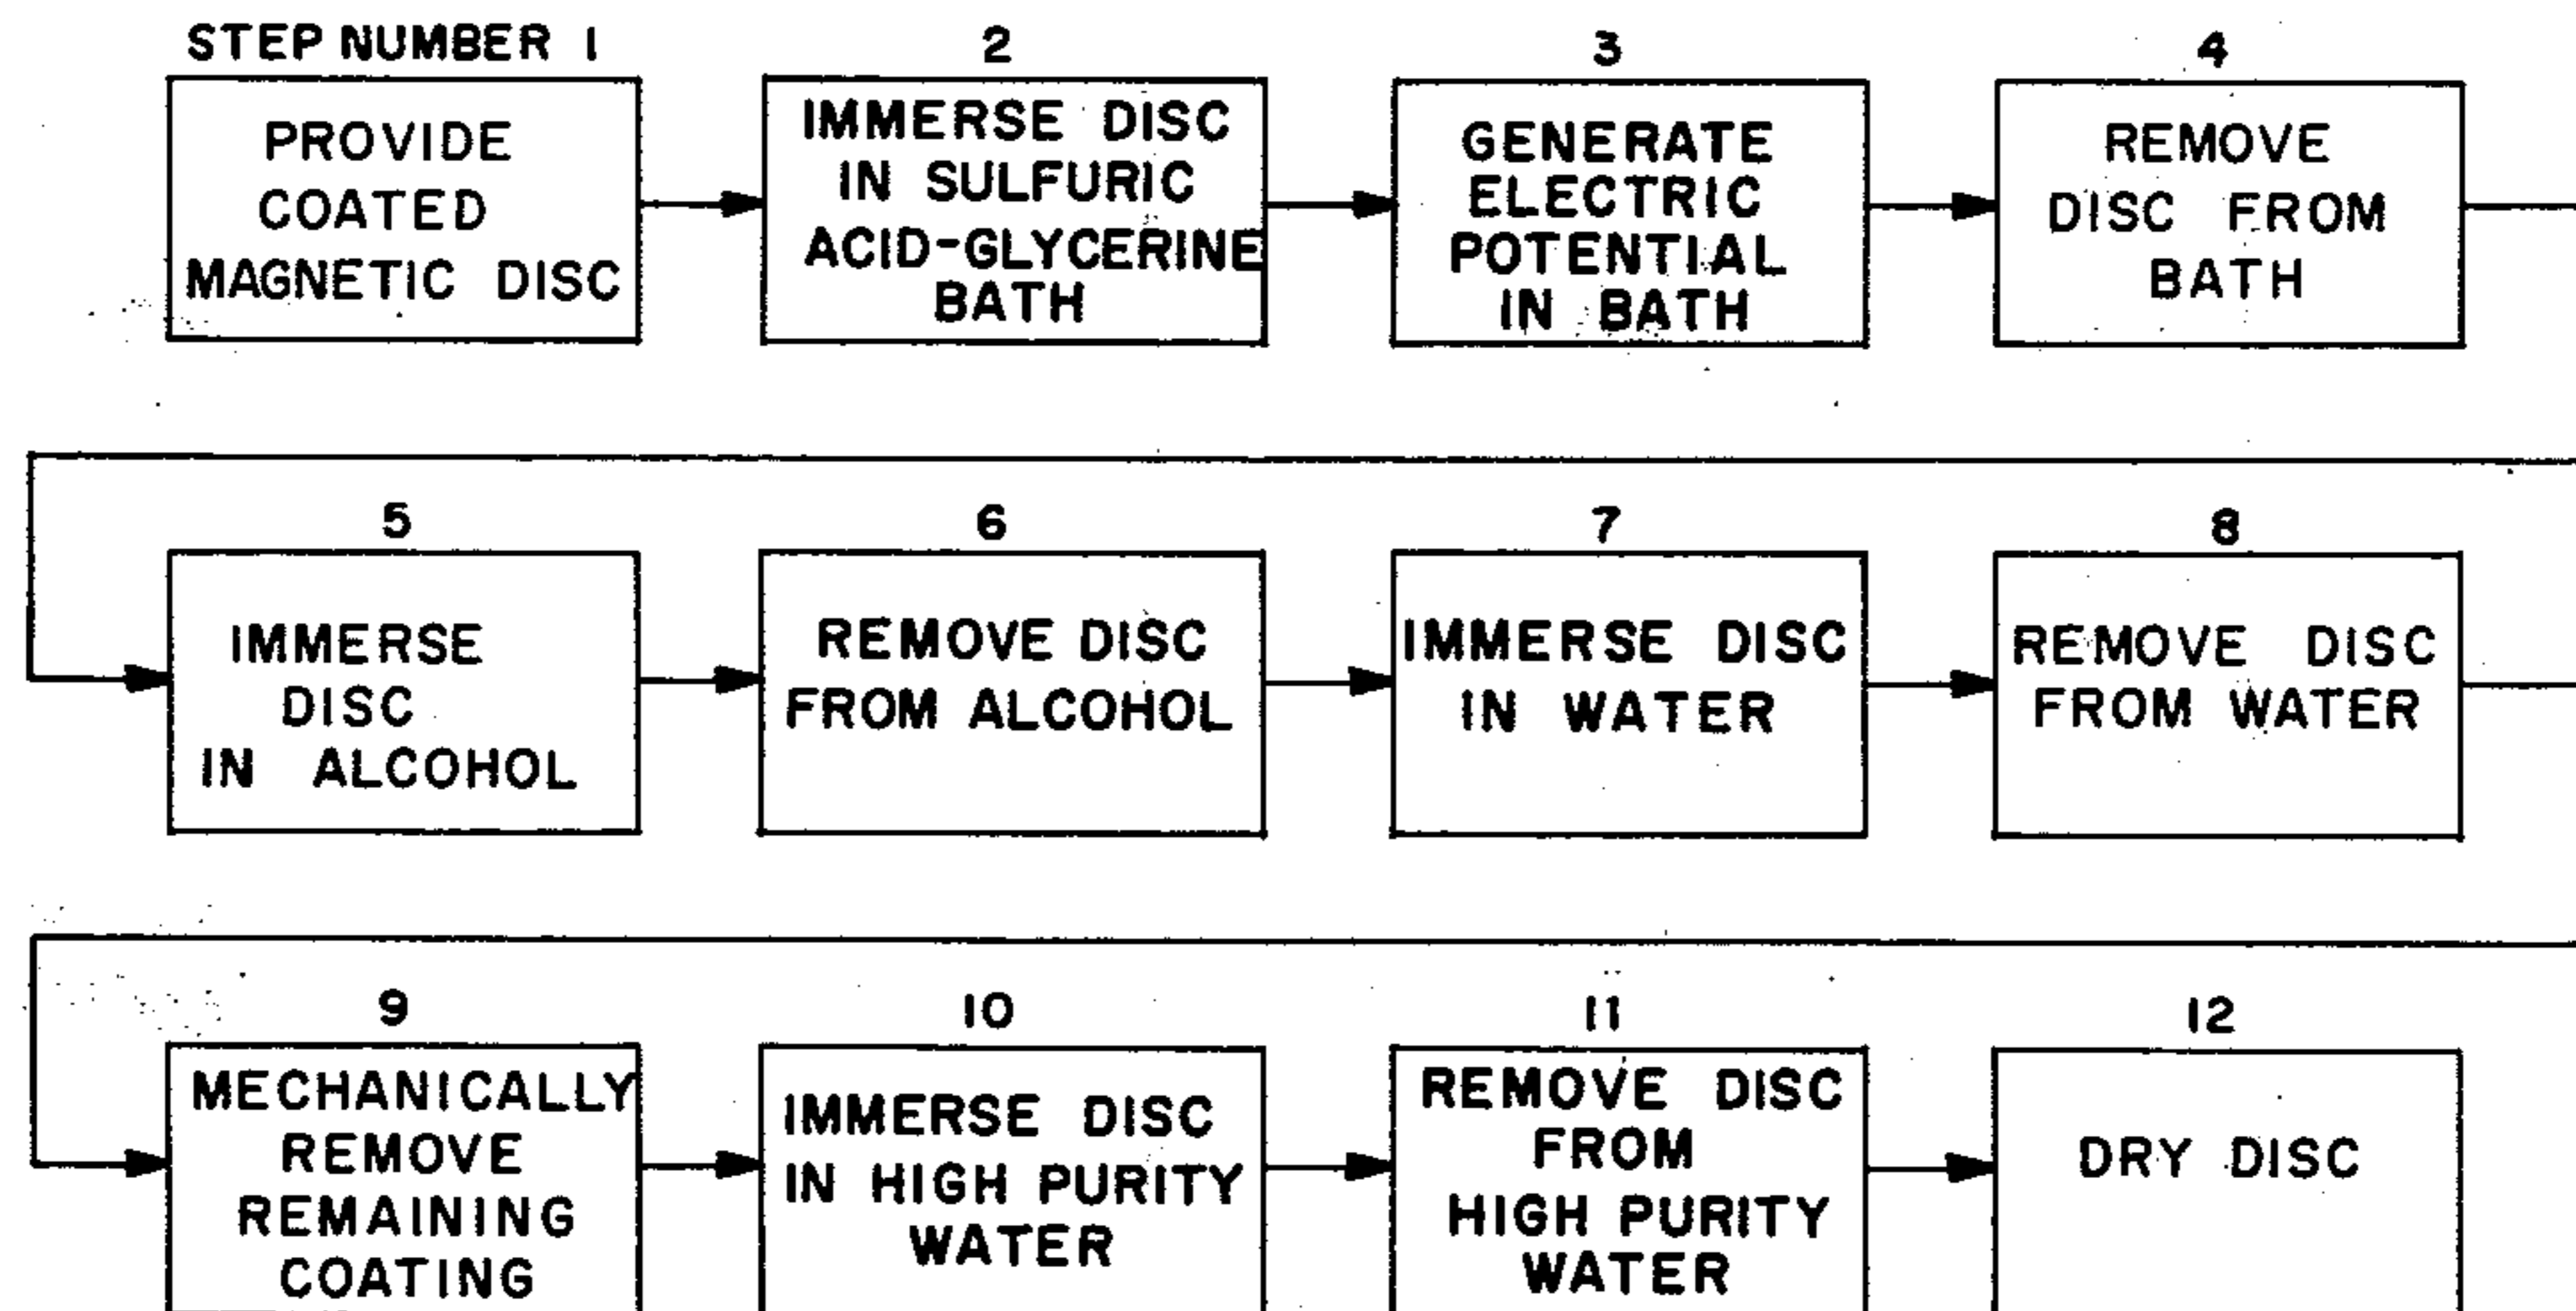 STEP NUMBER 1
PROVIDE
COATED
MAGNETIC DISC
2
IMMERSE DISC
IN SULFURIC
ACID-GLYCERINE
BATH
3
GENERATE
ELECTRIC
POTENTIAL
IN BATH
4
REMOVE
DISC FROM
BATH
5
IMMERSE
DISC
IN ALCOHOL
6
REMOVE DISC
FROM ALCOHOL
7
IMMERSE DISC
IN WATER
8
REMOVE DISC
FROM WATER
9
MECHANICALLY
REMOVE
REMAINING
COATING
10
IMMERSE DISC
IN HIGH PURITY
WATER
11
REMOVE DISC
FROM
HIGH PURITY
WATER
12
DRY DISC